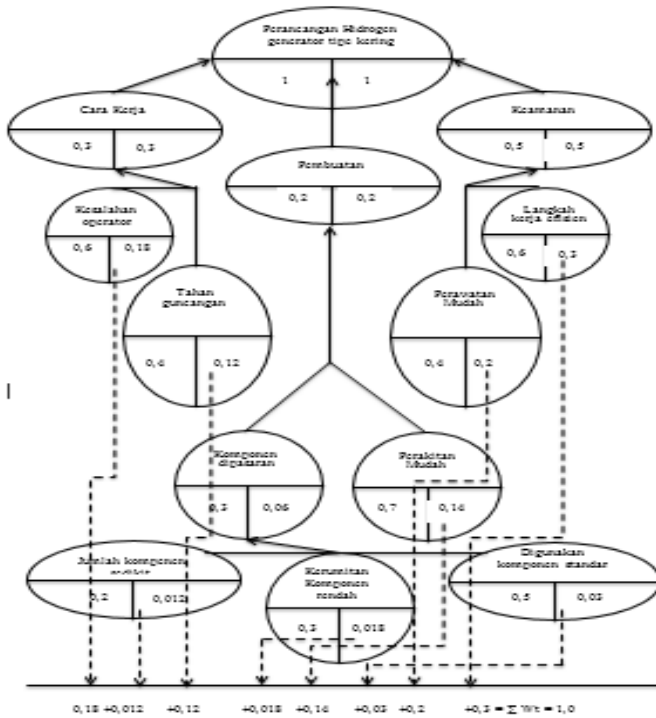 Perancangan Hidrogen
generator tipe kering
1 1
Cara Kerja
0,3 0,3
Keamanan
0,5 0,5
Pembuatan
0,2 0,2
Kesalahan
operator
0,6 0,18
Langkah
kerja efficien
0,6 0,3
Tahan
guncangan
0,4 0,12
Perawatan
Mudah
0,4 0,2
Komponen
dipasaran
0,3 0,06
Perakitan
Mudah
0,7 0,14
Jumlah komponen
0,2 0,012
Kerumitan
Komponen
rendah
0,3 0,018
Digunakan
komponen standar
0,5 0,03
0,18 +0,012 +0,12 +0,018 +0,14 +0,03 +0,2 +0,3 = ∑ Wt = 1,0